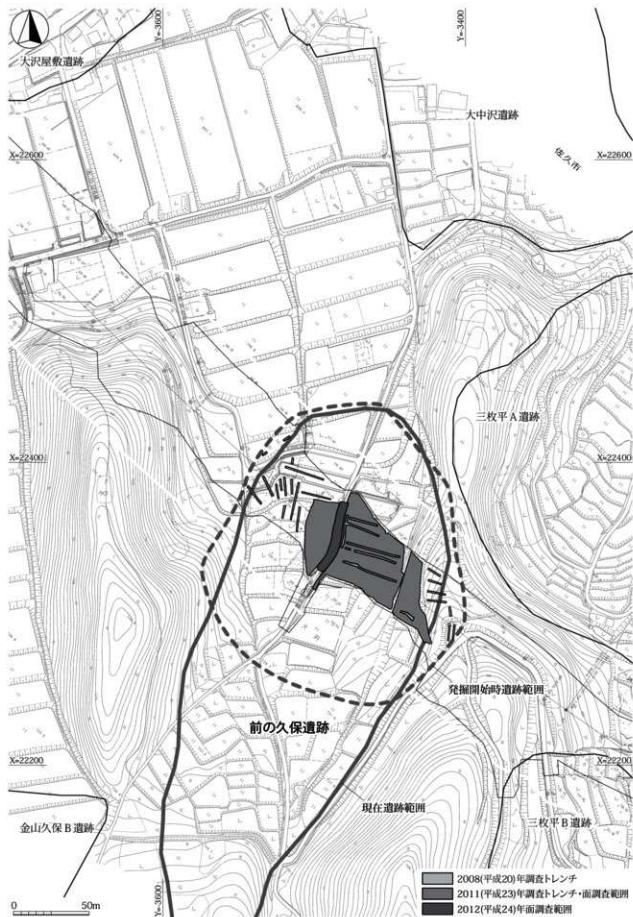 Y=-3600
Y=-3400
大沢屋敷遺跡
大中沢遺跡
佐久市
X=22600
X=22600
三枚平A遺跡
X=22400
X=22400
発掘開始時遺跡範囲
前の久保遺跡
X=22200
X=22200
現在遺跡範囲
金山久保B遺跡
三枚平B遺跡
2008(平成20)年調査トレンチ
2011(平成23)年調査トレンチ・面調査範囲
2012(平成24)年面調査範囲
0 50m
Y=-3600